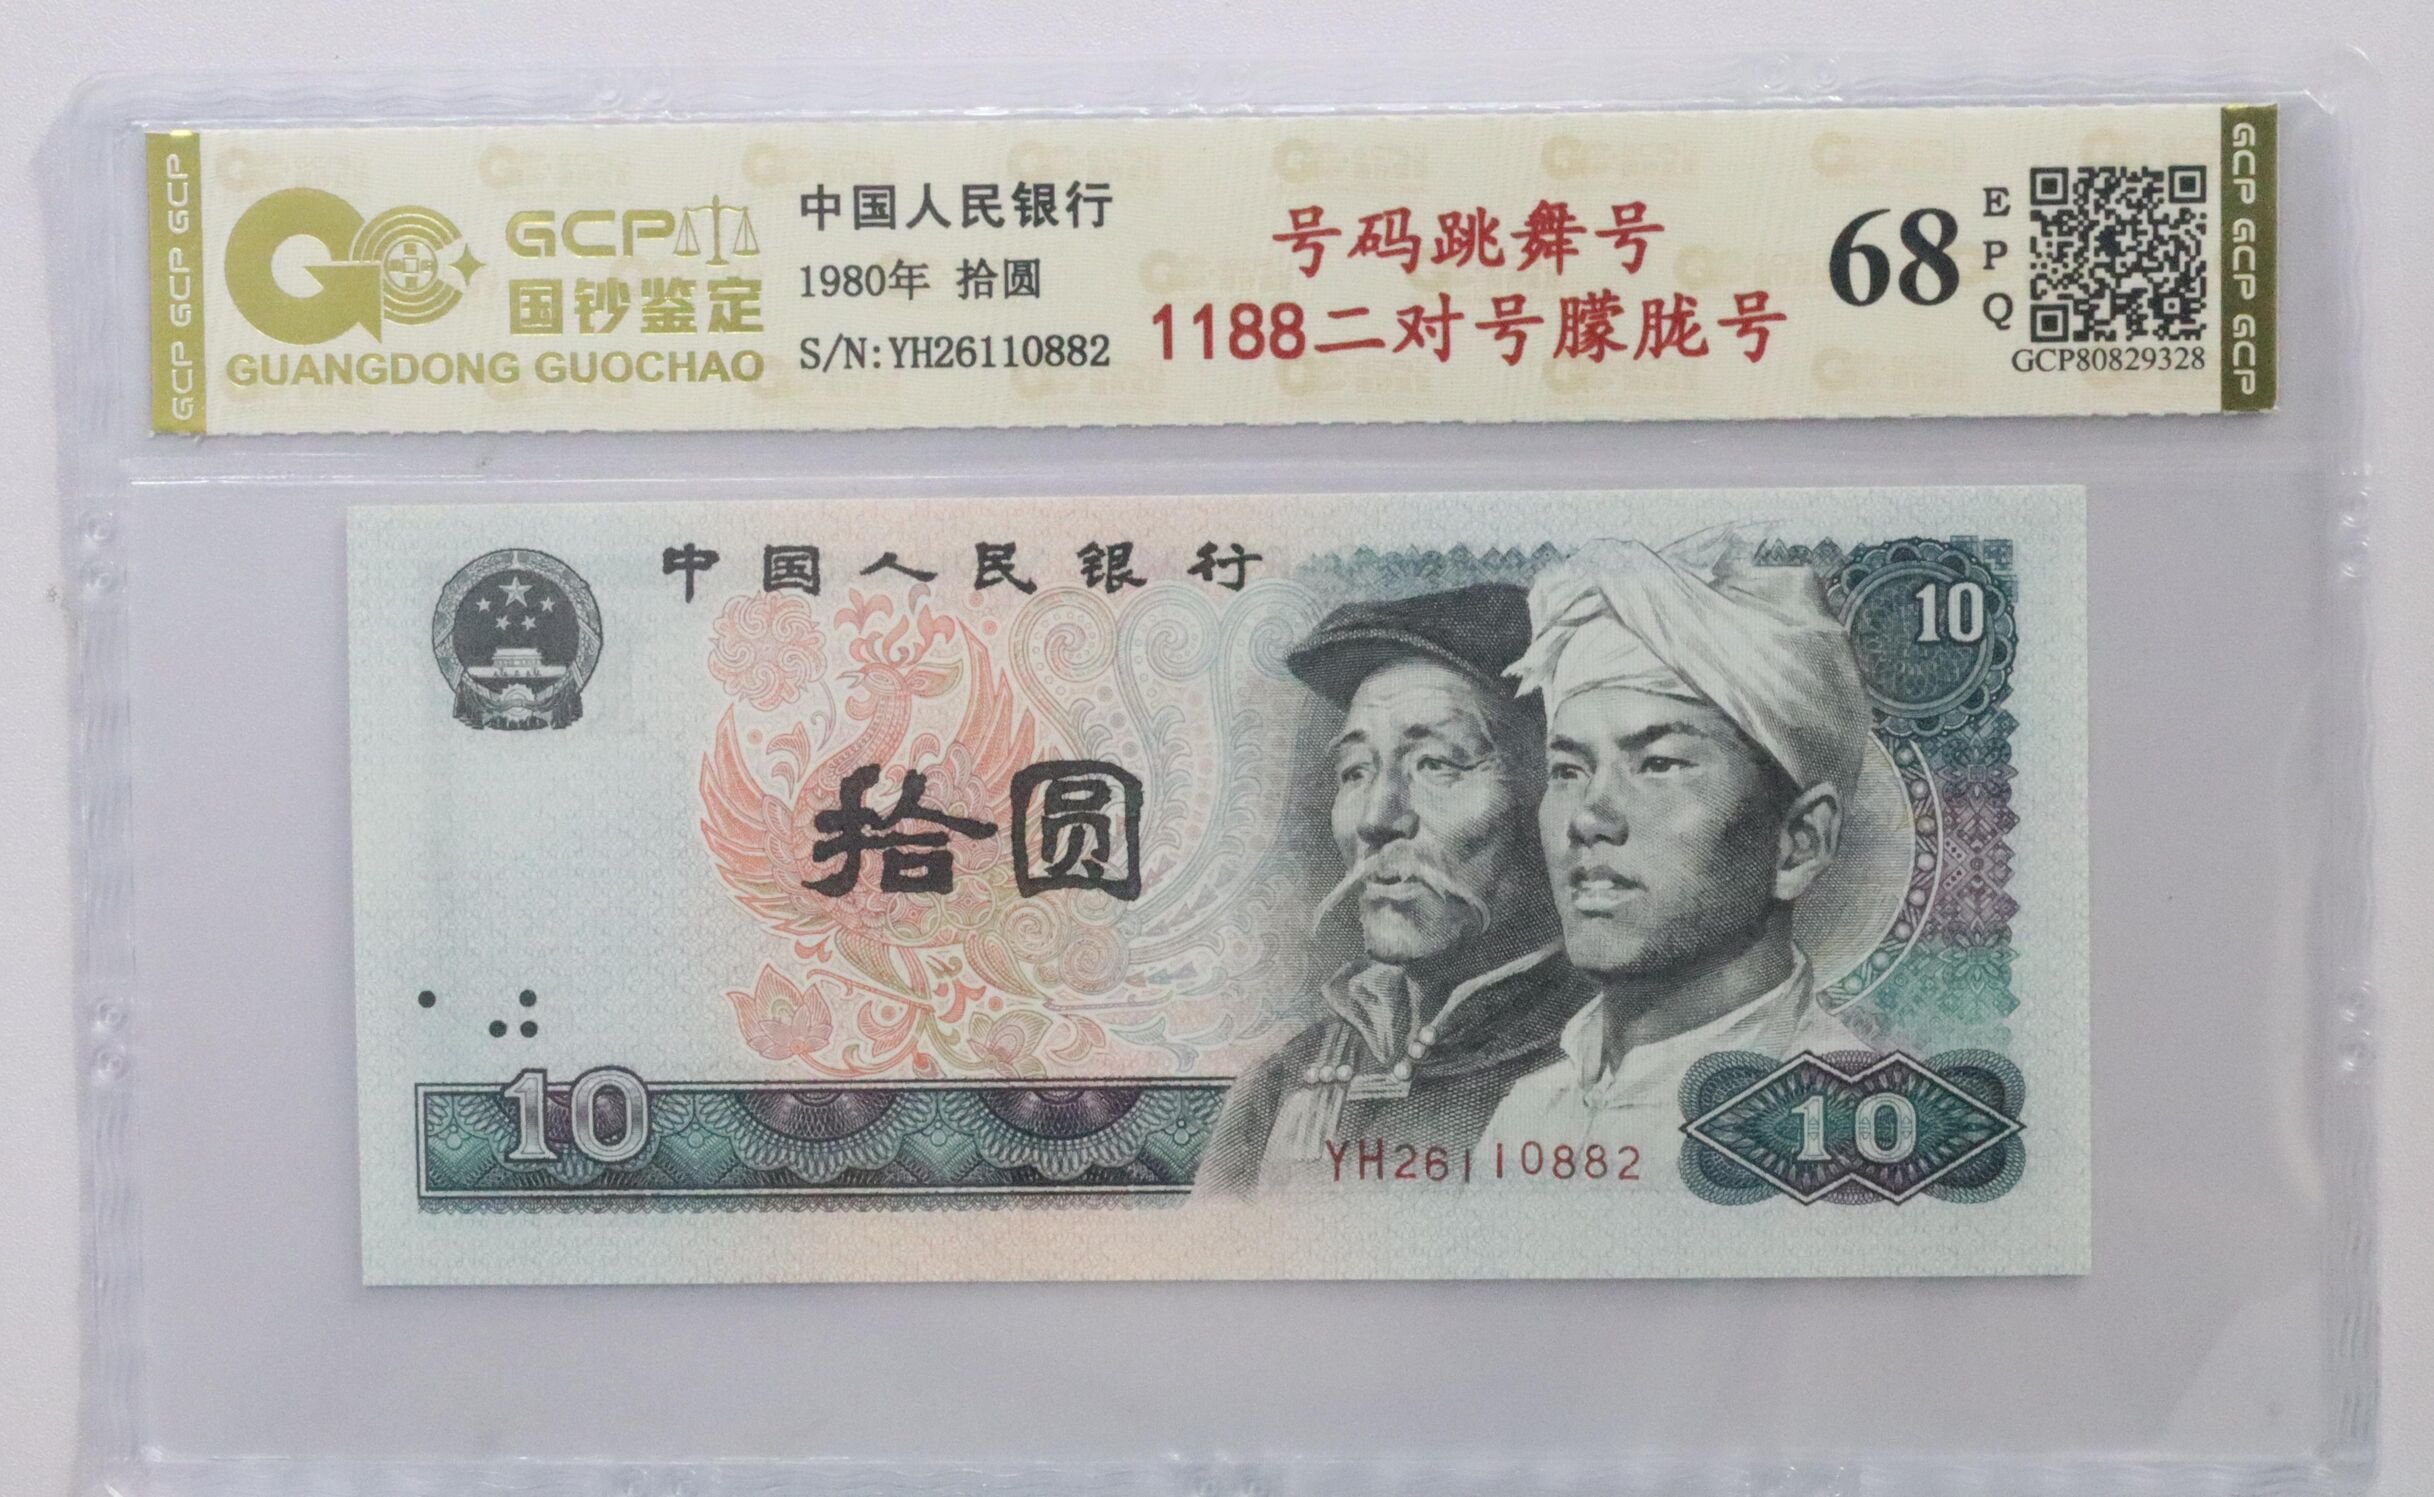 GCP GCP GCP
GCP
国钞鉴定
GUANGDONG GUOCHAO
中国人民银行
1980年 拾圆
S/N:YH26110882
号码跳舞号
1188二对号朦胧号
68
EPQ
GCP80829328
GCP GCP GCP
中国人民银行
10
拾圆
10
YH26110882
10